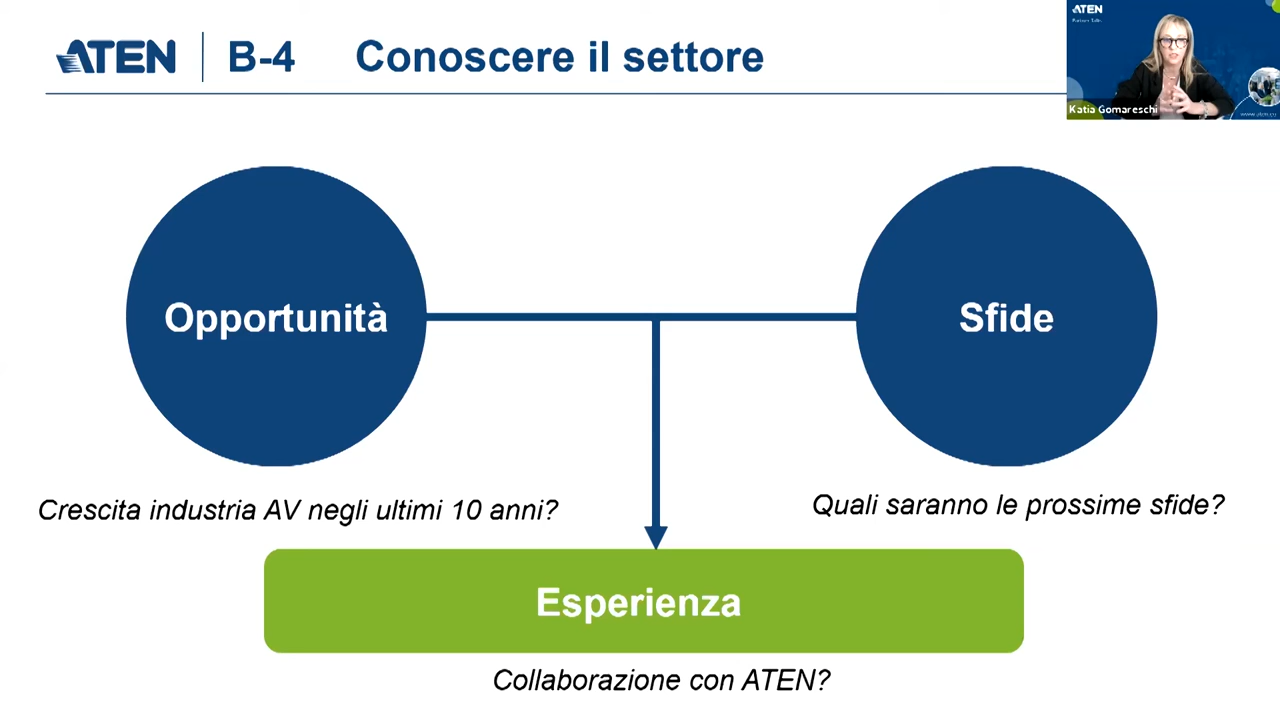 ATEN
B-4 Conoscere il settore
ATEN
Katia Gomareschi
Opportunità
Sfide
Crescita industria AV negli ultimi 10 anni?
Quali saranno le prossime sfide?
Esperienza
Collaborazione con ATEN?